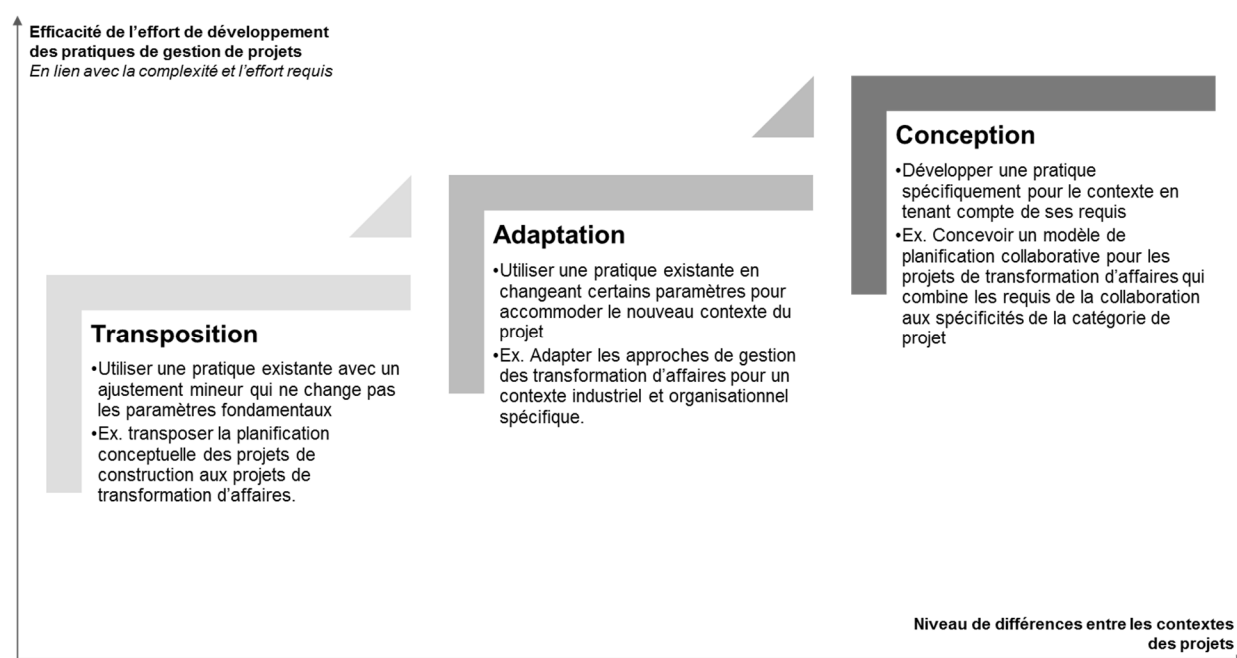 Efficacité de l'effort de développement
des pratiques de gestion de projets
En lien avec la complexité et l'effort requis
Transposition
•Utiliser une pratique existante avec un
ajustement mineur qui ne change pas
les paramètres fondamentaux
•Ex. transposer la planification
conceptuelle des projets de
construction aux projets de
transformation d'affaires.
Adaptation
•Utiliser une pratique existante en
changeant certains paramètres pour
accommoder le nouveau contexte du
projet
•Ex. Adapter les approches de gestion
des transformation d'affaires pour un
contexte industriel et organisationnel
spécifique.
Conception
•Développer une pratique
spécifiquement pour le contexte en
tenant compte de ses requis
•Ex. Concevoir un modèle de
planification collaborative pour les
projets de transformation d'affaires qui
combine les requis de la collaboration
aux spécificités de la catégorie de
projet
Niveau de différences entre les contextes
des projets